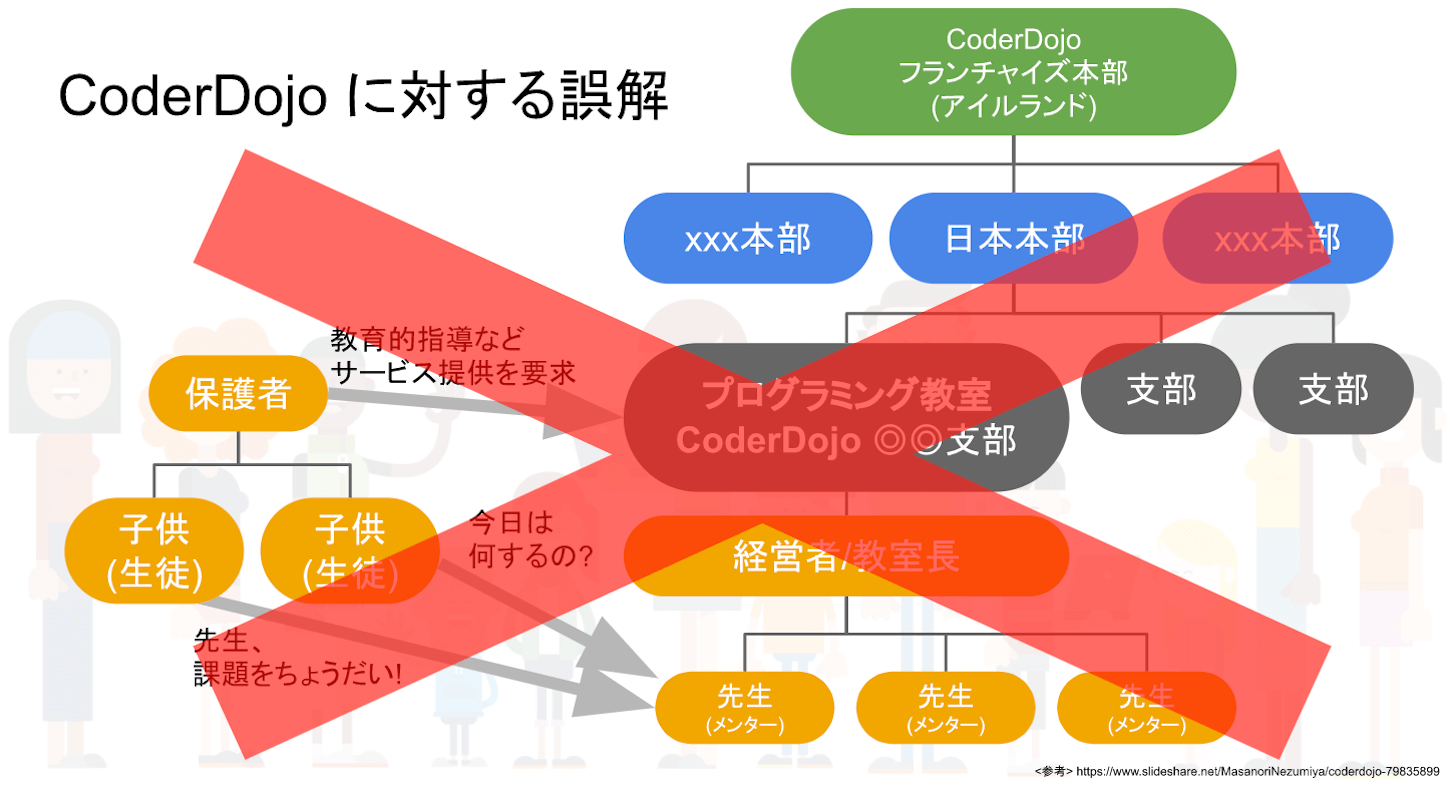 CoderDojo に対する誤解
CoderDojo
フランチャイズ本部
(アイルランド)
xxx本部
日本本部
xxx本部
教育的指導など
サービス提供を要求
保護者
プログラミング教室
CoderDojo ◎◎支部
支部
支部
子供
(生徒)
子供
(生徒)
今日は
何するの?
経営者/教室長
先生、
課題をちょうだい!
先生
(メンター)
先生
(メンター)
先生
(メンター)
<参考> https://www.slideshare.net/MasanoriNezumiya/coderdojo-79835899